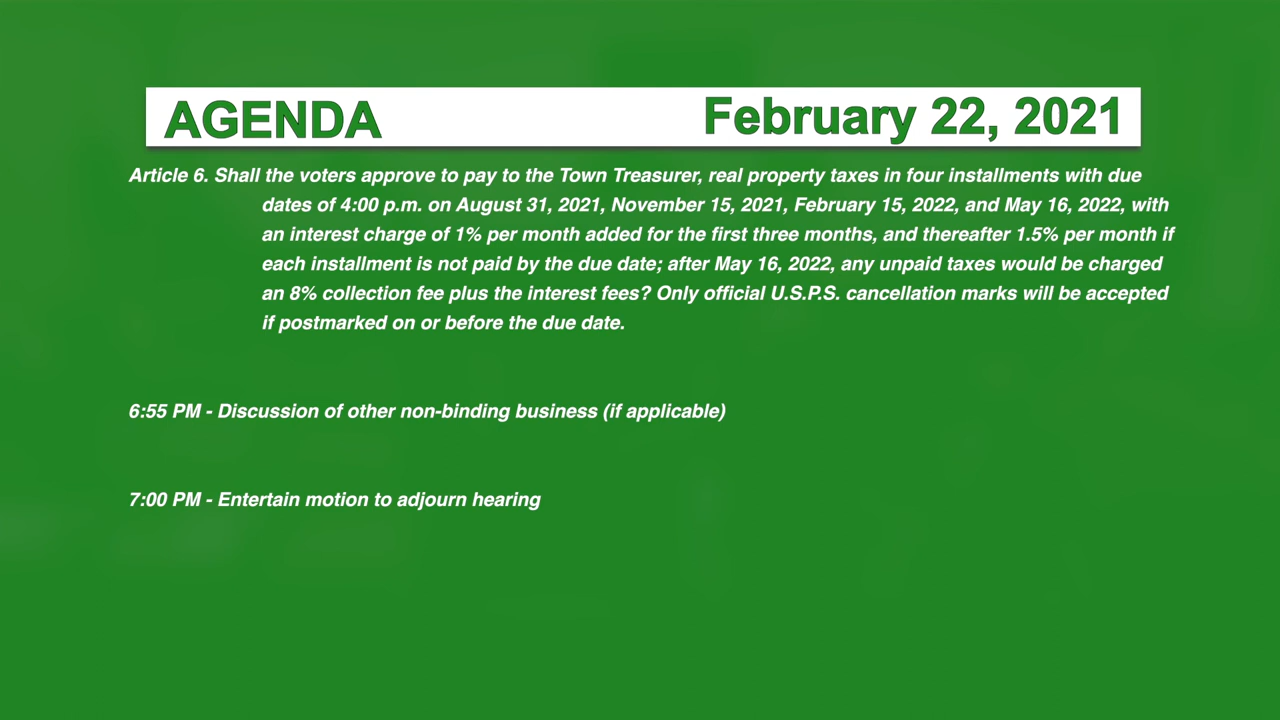 AGENDA February 22, 2021
Article 6. Shall the voters approve to pay to the Town Treasurer, real property taxes in four installments with due
dates of 4:00 p.m. on August 31, 2021, November 15, 2021, February 15, 2022, and May 16, 2022, with
an interest charge of 1% per month added for the first three months, and thereafter 1.5% per month if
each installment is not paid by the due date; after May 16, 2022, any unpaid taxes would be charged
an 8% collection fee plus the interest fees? Only official U.S.P.S. cancellation marks will be accepted
if postmarked on or before the due date.
6:55 PM - Discussion of other non-binding business (if applicable)
7:00 PM - Entertain motion to adjourn hearing